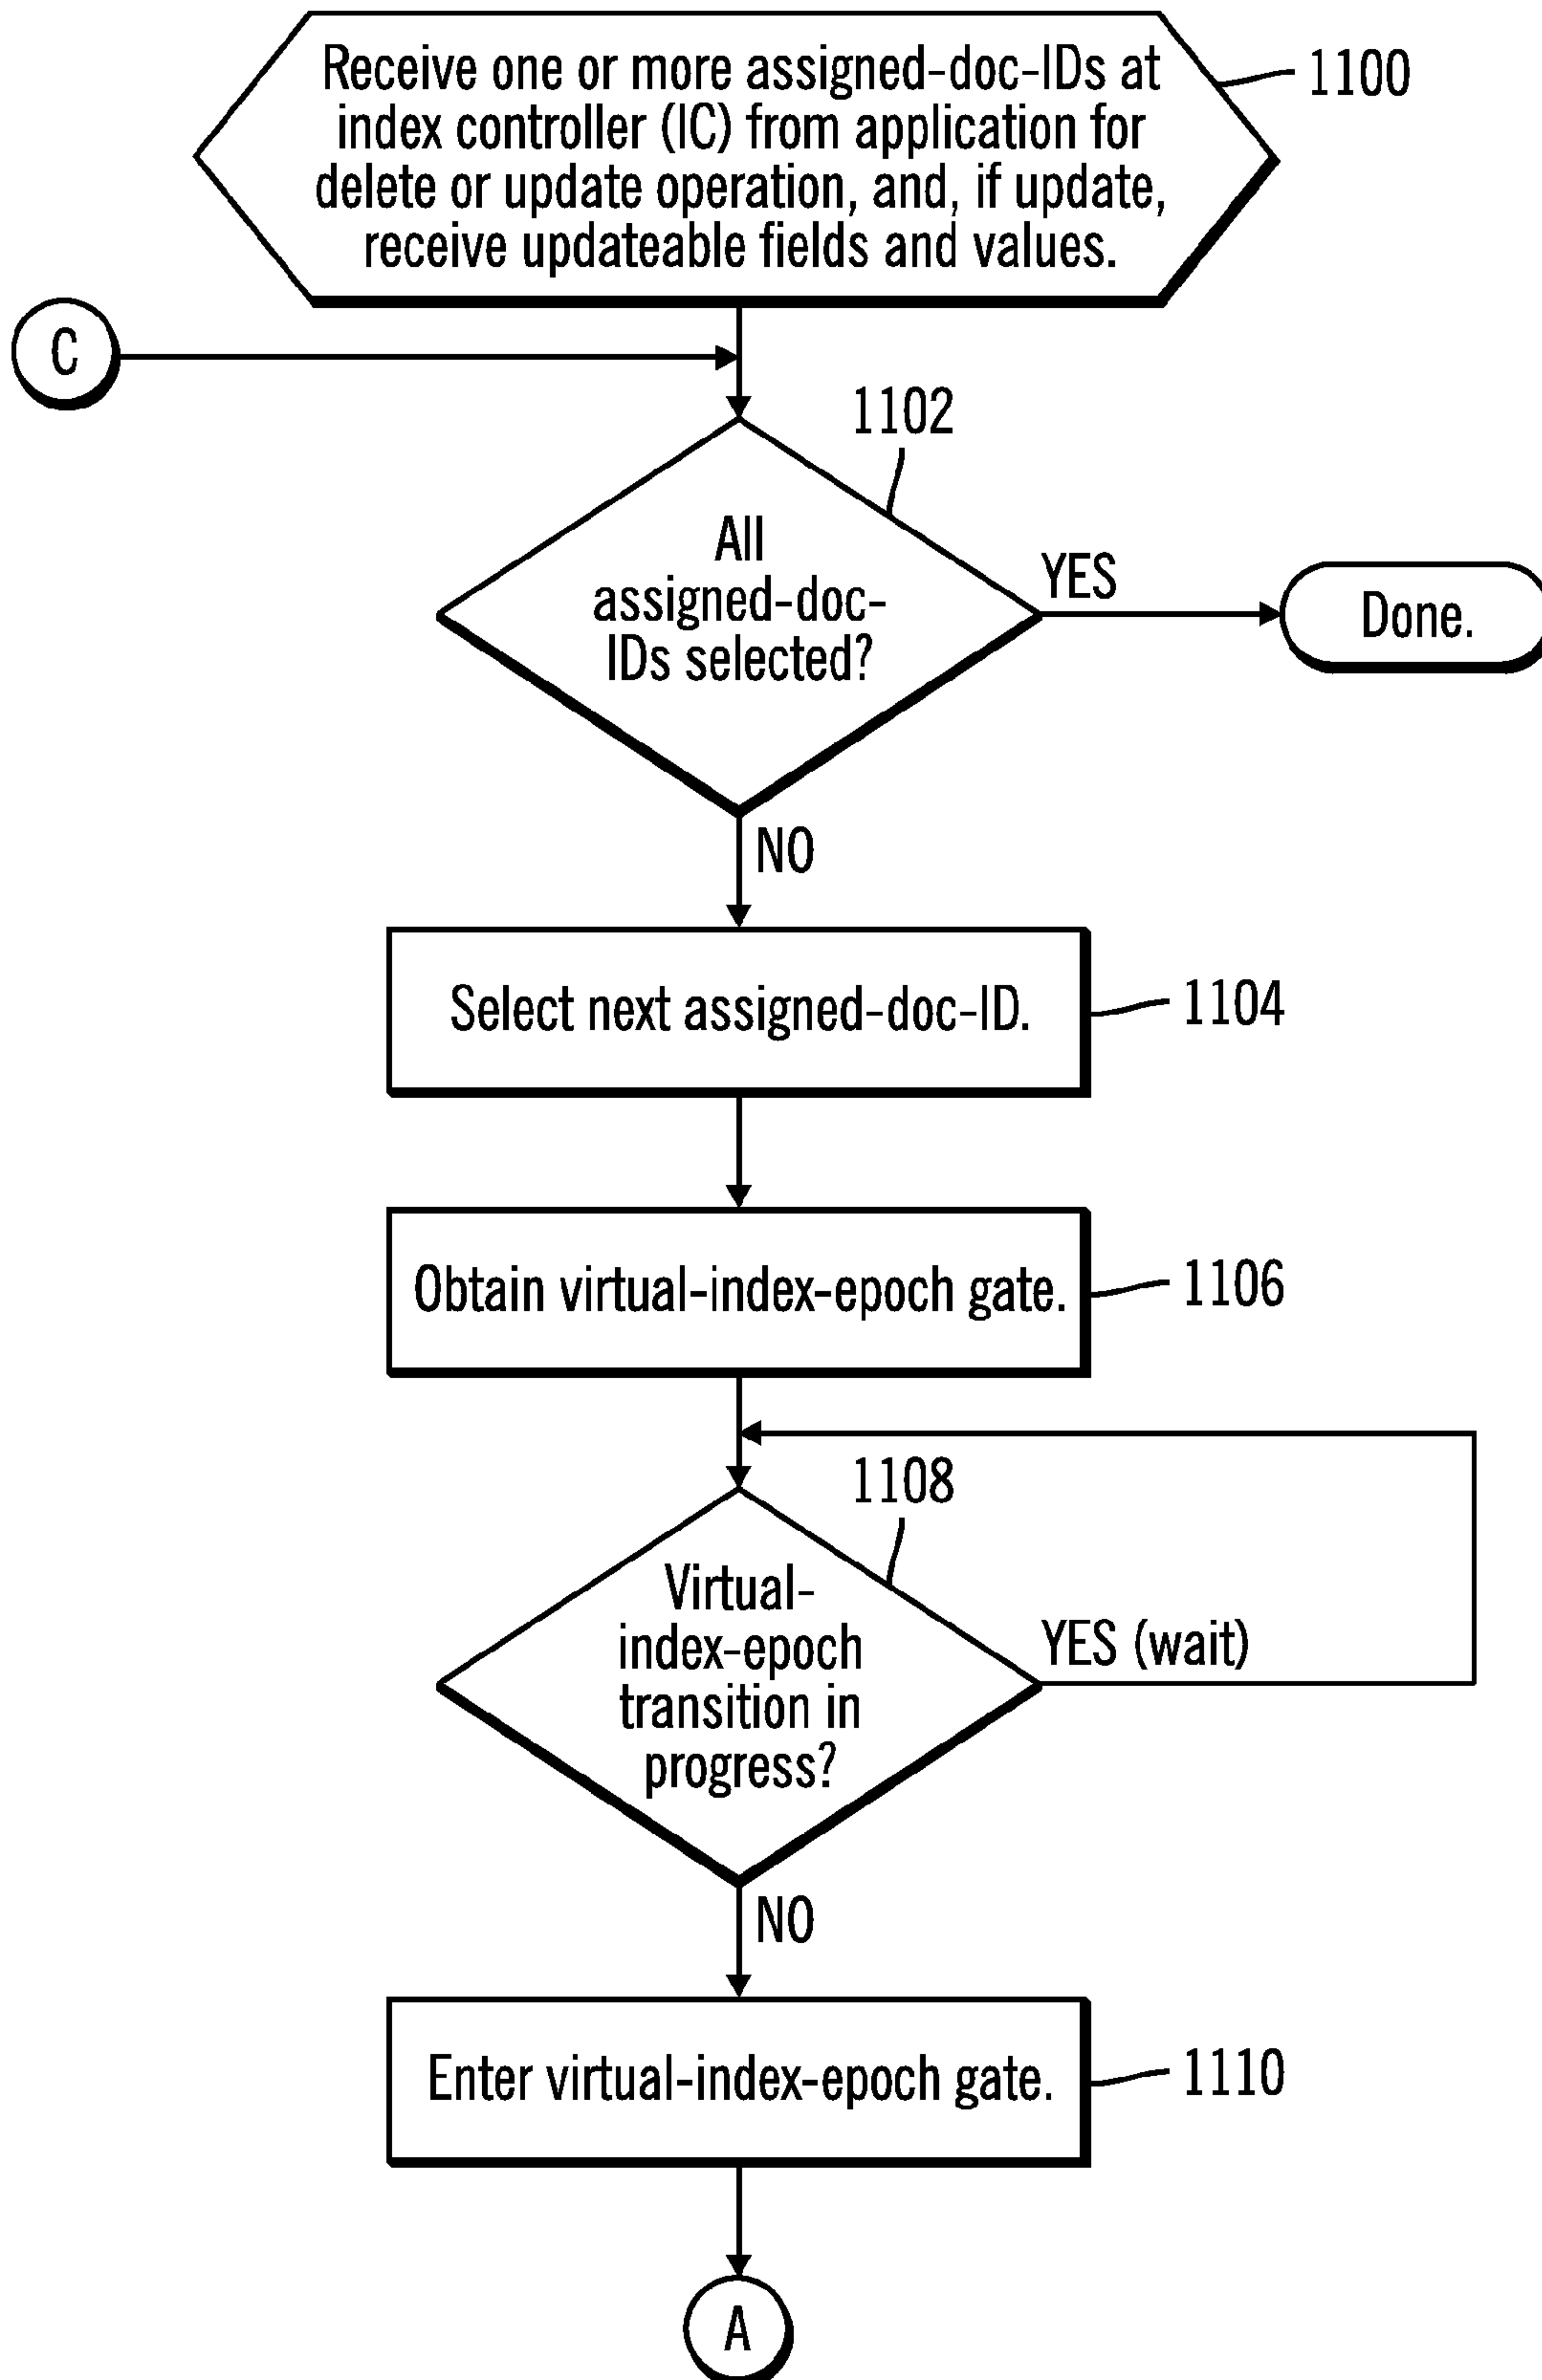 Receive one or more assigned-doc-IDs at
index controller (IC) from application for
delete or update operation, and, if update,
receive updateable fields and values.
1100
C
1102
All
assigned-doc-
IDs selected?
YES
Done.
NO
Select next assigned-doc-ID.
1104
Obtain virtual-index-epoch gate.
1106
1108
Virtual-
index-epoch
transition in
progress?
YES (wait)
NO
Enter virtual-index-epoch gate.
1110
A